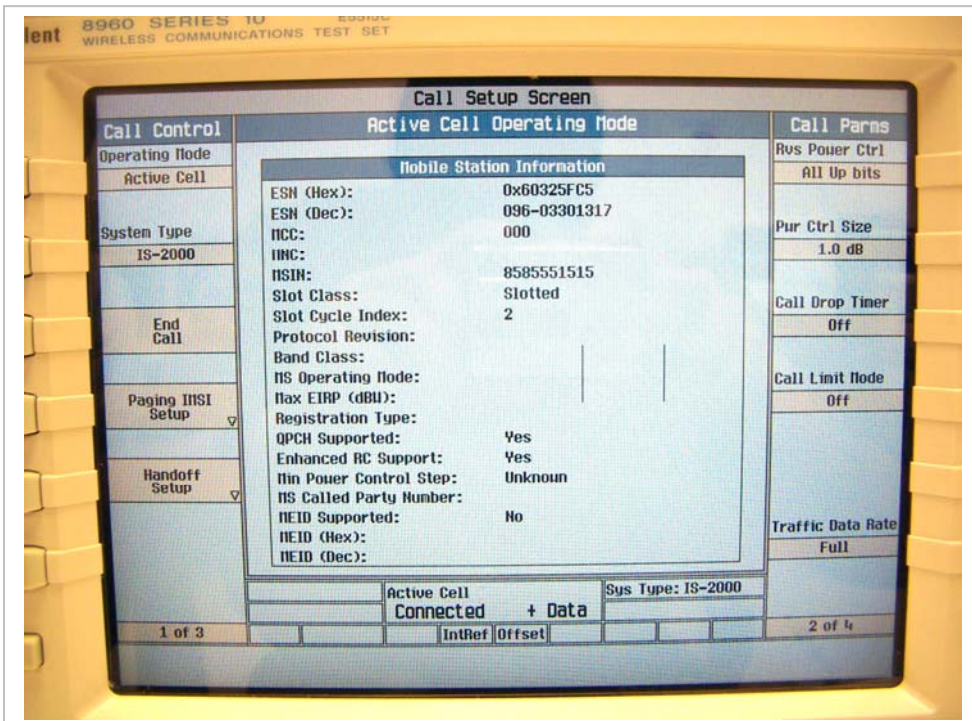 lent 8960 SERIES 10 E5515C
WIRELESS COMMUNICATIONS TEST SET
Call Setup Screen
Call Control
Active Cell Operating Mode
Call Parms
Operating Mode
Active Cell
System Type
IS-2000
End
Call
Paging IMSI
Setup
Handoff
Setup
1 of 3
Mobile Station Information
ESN (Hex): 0x60325FC5
ESN (Dec): 096-03301317
MCC: 000
MNC:
MSIN: 8585551515
Slot Class: Slotted
Slot Cycle Index: 2
Protocol Revision:
Band Class:
MS Operating Mode:
Max EIRP (dBW):
Registration Type:
QPCH Supported: Yes
Enhanced RC Support: Yes
Min Power Control Step: Unknown
MS Called Party Number:
MEID Supported: No
MEID (Hex):
MEID (Dec):
Active Cell
Sys Type: IS-2000
Connected + Data
IntRef Offset
Rvs Power Ctrl
All Up bits
Pwr Ctrl Size
1.0 dB
Call Drop Timer
Off
Call Limit Mode
Off
Traffic Data Rate
Full
2 of 4